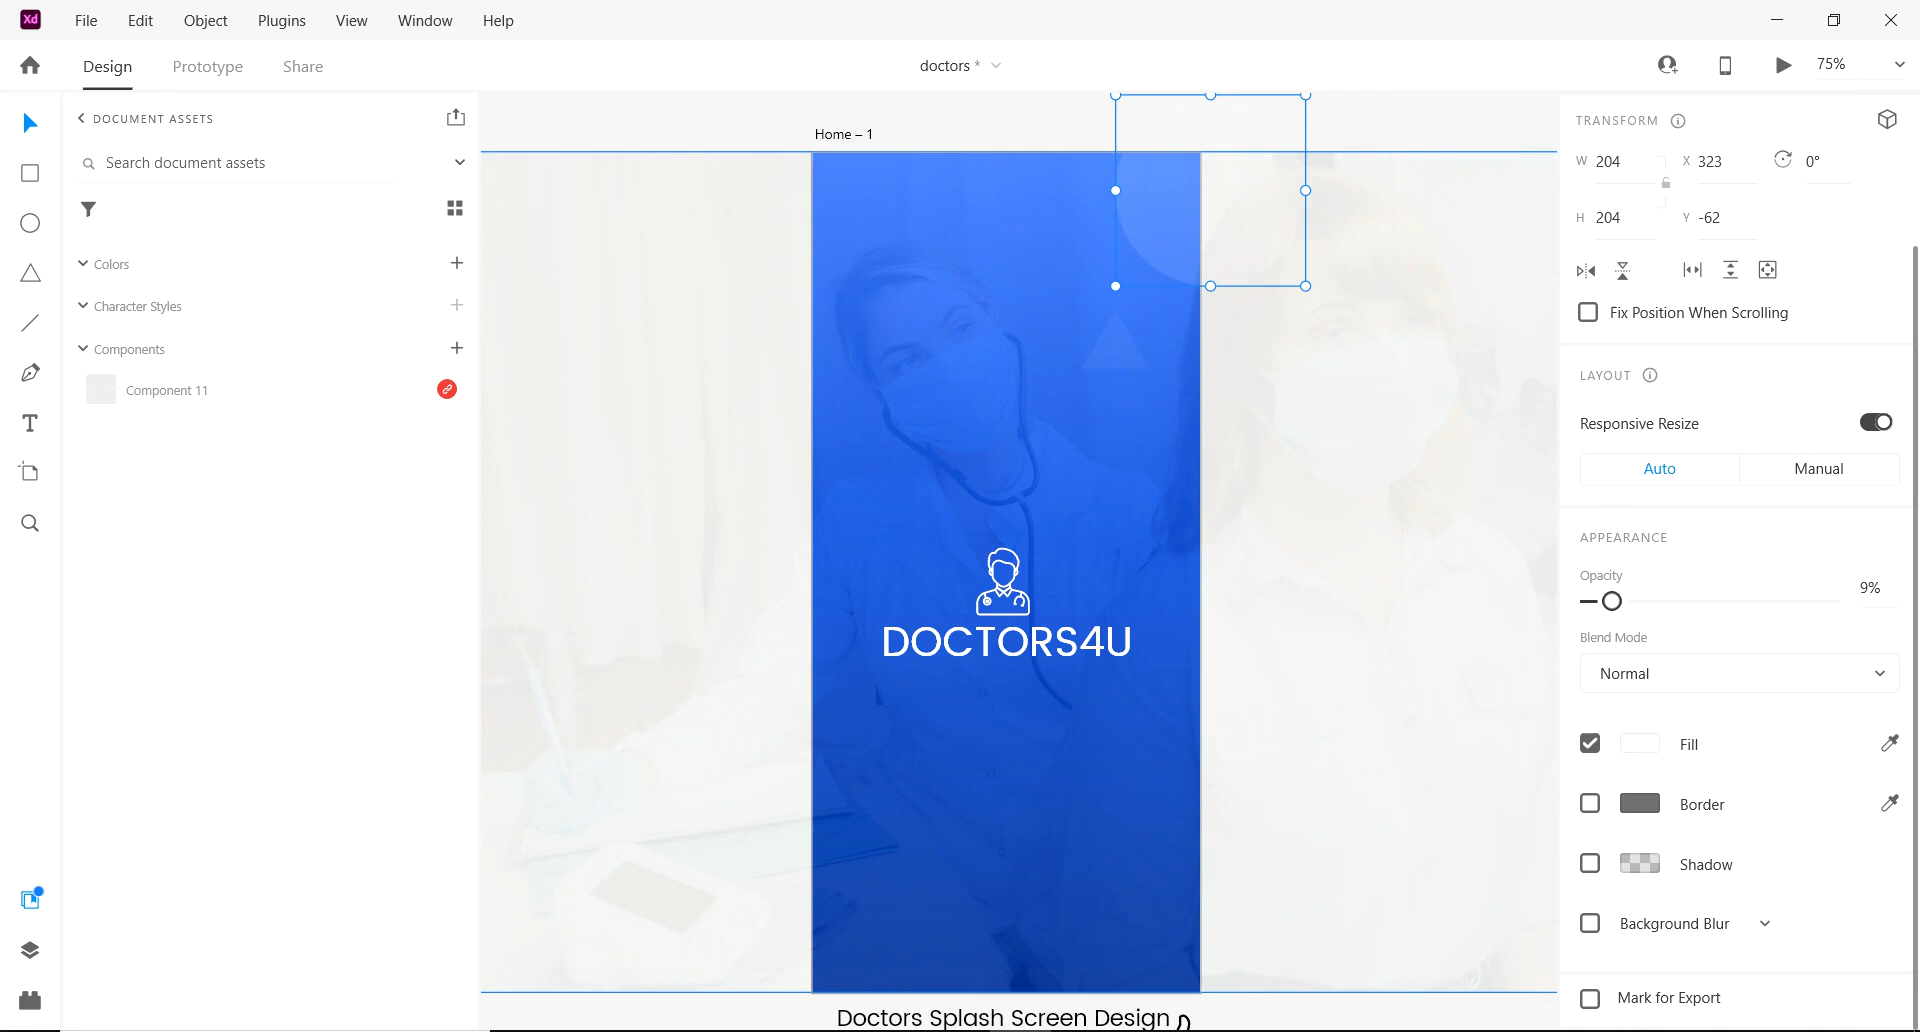 Xd File Edit Object Plugins View Window Help
Design Prototype Share doctors * 75%
DOCUMENT ASSETS
Search document assets
Colors
Character Styles
Components
Component 11
Home – 1
DOCTORS4U
Doctors Splash Screen Design
TRANSFORM
W 204 X 323 0°
H 204 Y -62
Fix Position When Scrolling
LAYOUT
Responsive Resize
Auto Manual
APPEARANCE
Opacity
9%
Blend Mode
Normal
Fill
Border
Shadow
Background Blur
Mark for Export